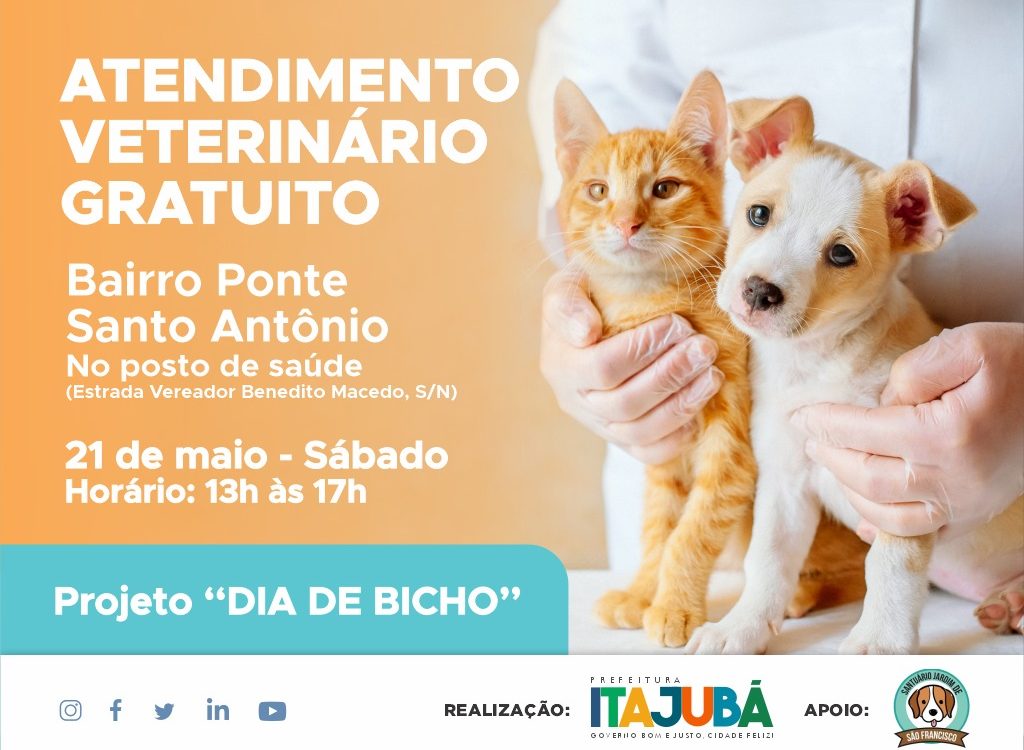 ATENDIMENTO
VETERINÁRIO
GRATUITO
Bairro Ponte
Santo Antônio
No posto de saúde
(Estrada Vereador Benedito Macedo, S/N)
21 de maio - Sábado
Horário: 13h às 17h
Projeto “DIA DE BICHO”
REALIZAÇÃO:
PREFEITURA
ITAJUBÁ
GOVERNO BOM E JUSTO, CIDADE FELIZ!
APOIO:
SANTUÁRIO JARDIM DE
SÃO FRANCISCO